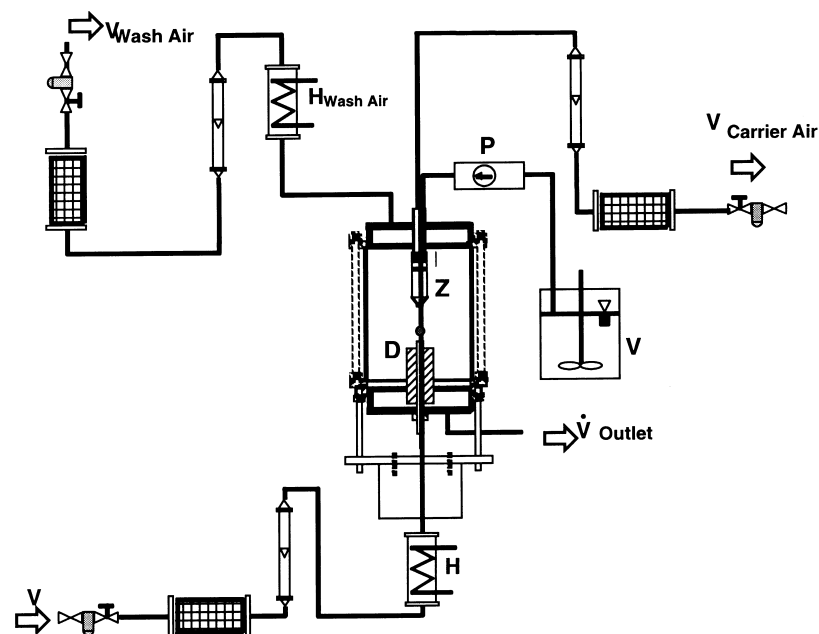 V Wash Air
H Wash Air
P
V Carrier Air
Z
D
V
V̇ Outlet
H
V